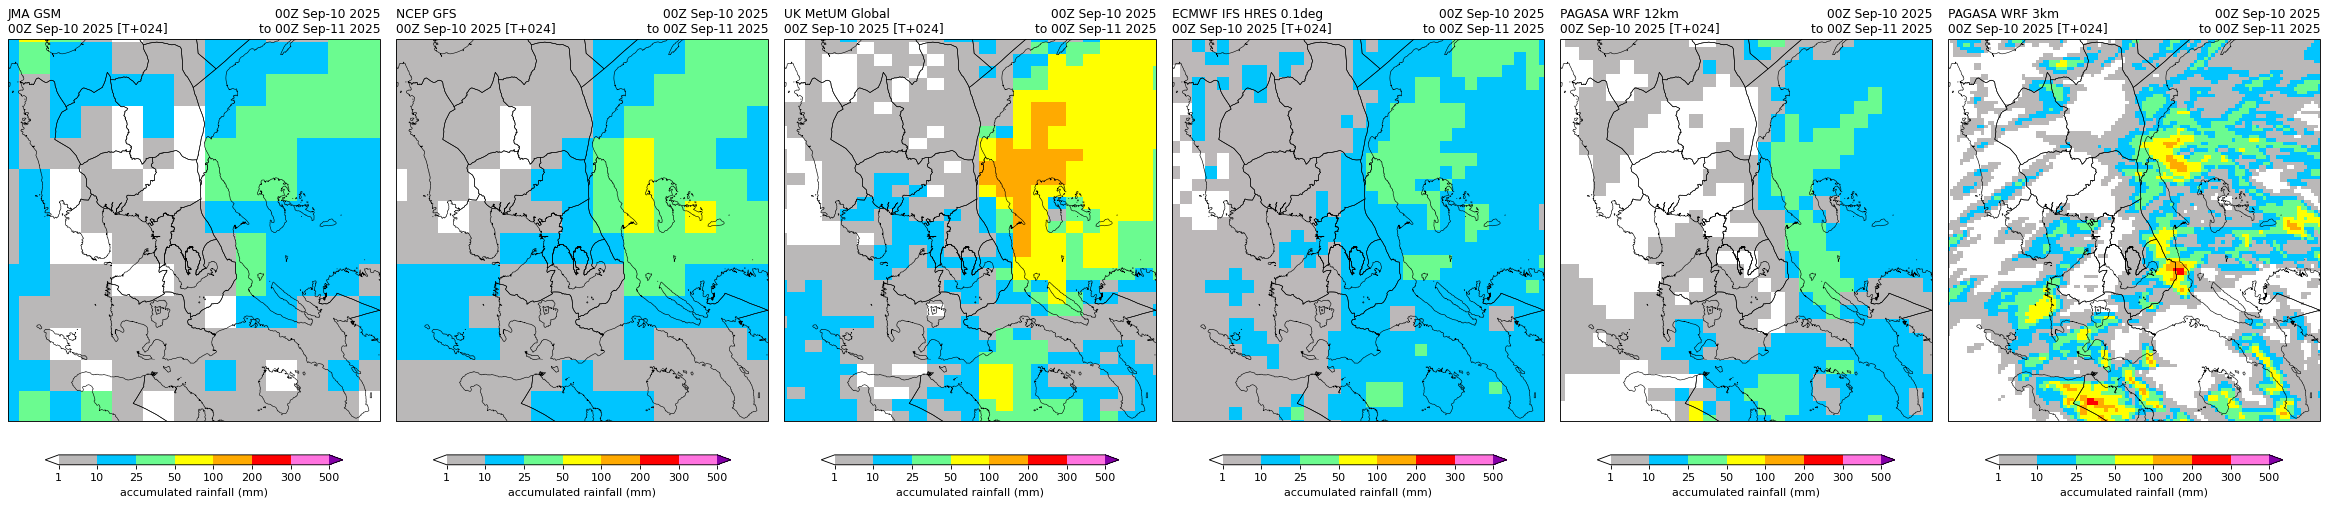 JMA GSM 00Z Sep-10 2025
00Z Sep-10 2025 [T+024] to 00Z Sep-11 2025
1 10 25 50 100 200 300 500
accumulated rainfall (mm)
NCEP GFS 00Z Sep-10 2025
00Z Sep-10 2025 [T+024] to 00Z Sep-11 2025
1 10 25 50 100 200 300 500
accumulated rainfall (mm)
UK MetUM Global 00Z Sep-10 2025
00Z Sep-10 2025 [T+024] to 00Z Sep-11 2025
1 10 25 50 100 200 300 500
accumulated rainfall (mm)
ECMWF IFS HRES 0.1deg 00Z Sep-10 2025
00Z Sep-10 2025 [T+024] to 00Z Sep-11 2025
1 10 25 50 100 200 300 500
accumulated rainfall (mm)
PAGASA WRF 12km 00Z Sep-10 2025
00Z Sep-10 2025 [T+024] to 00Z Sep-11 2025
1 10 25 50 100 200 300 500
accumulated rainfall (mm)
PAGASA WRF 3km 00Z Sep-10 2025
00Z Sep-10 2025 [T+024] to 00Z Sep-11 2025
1 10 25 50 100 200 300 500
accumulated rainfall (mm)